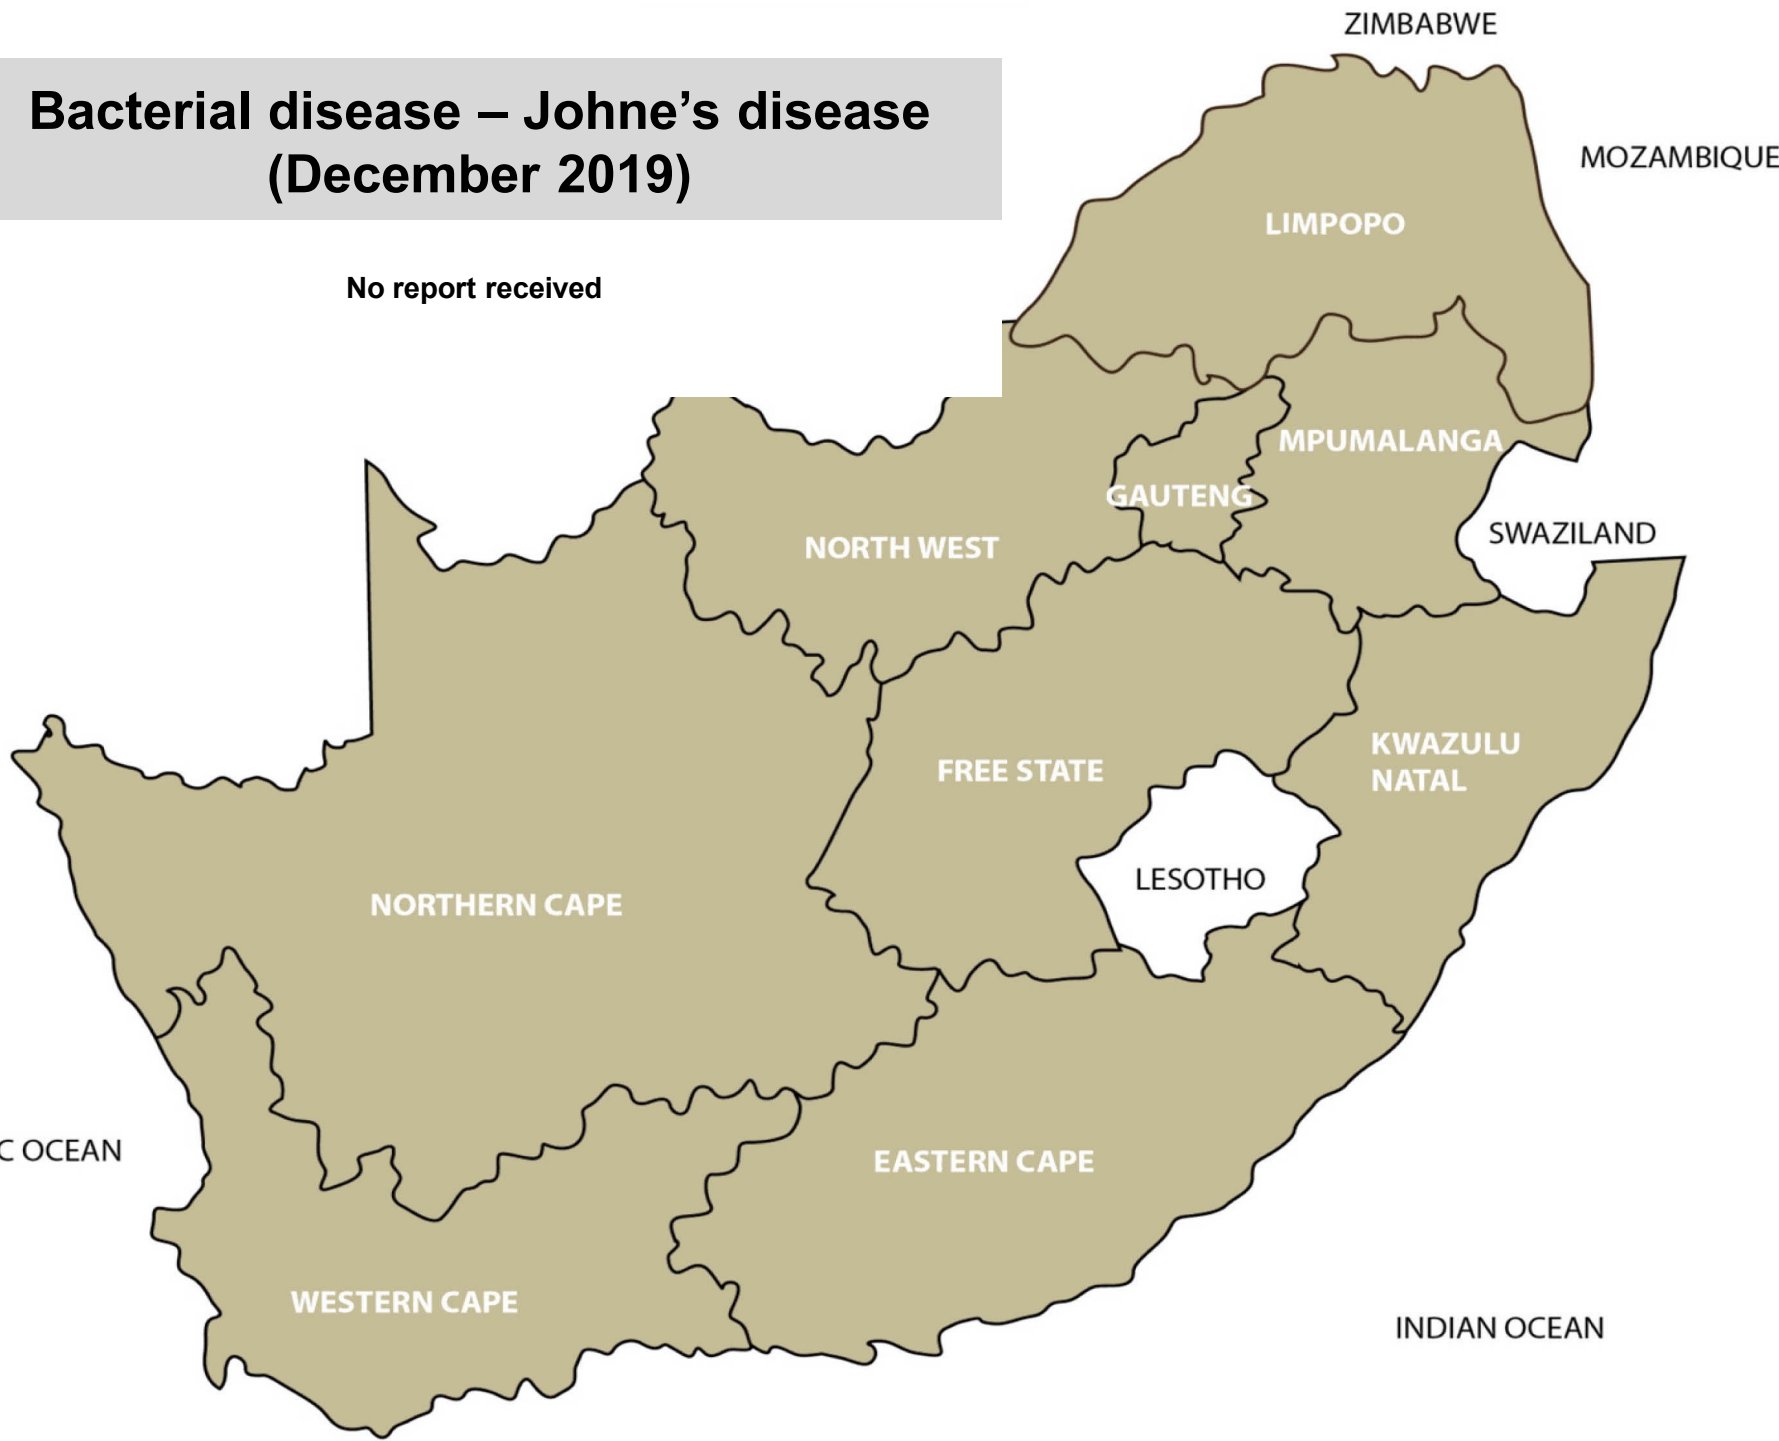 ZIMBABWE
Bacterial disease – Johne’s disease
(December 2019)
MOZAMBIQUE
LIMPOPO
No report received
MPUMALANGA
GAUTENG
SWAZILAND
NORTH WEST
KWAZULU
NATAL
FREE STATE
LESOTHO
NORTHERN CAPE
C OCEAN
EASTERN CAPE
WESTERN CAPE
INDIAN OCEAN